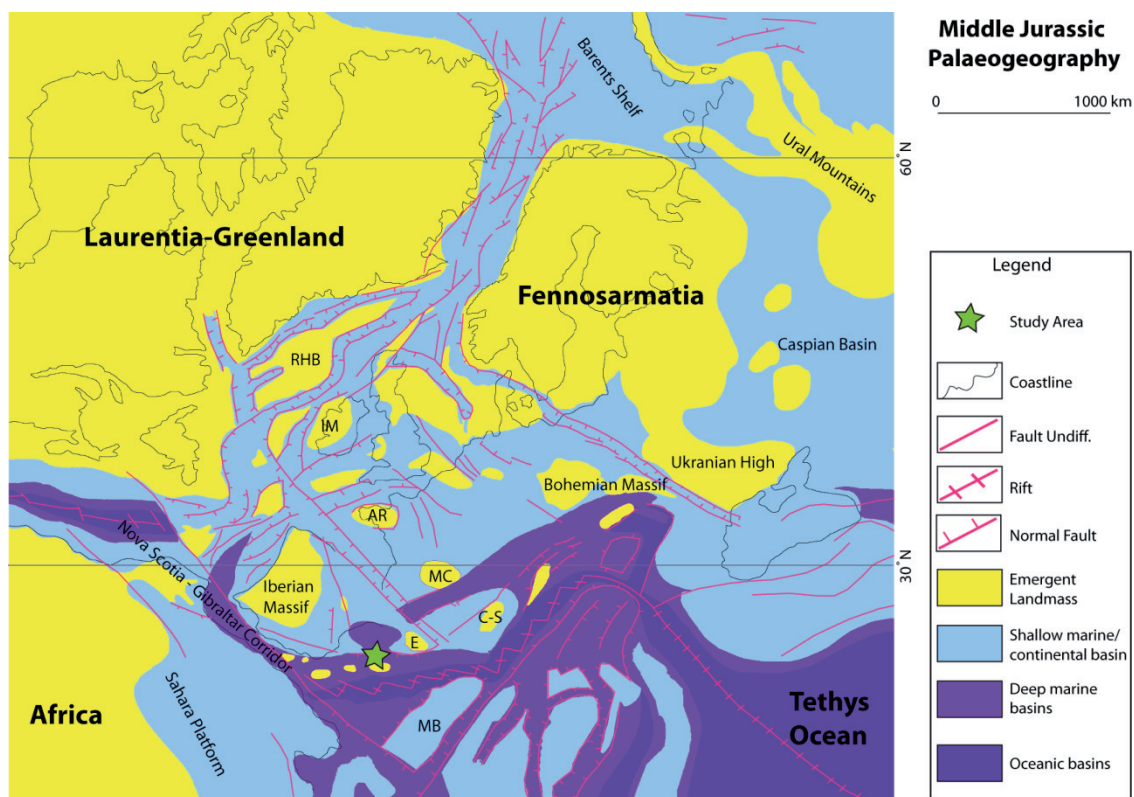 Middle Jurassic
Palaeogeography
0 1000 km
Barents Shelf
Ural Mountains
60°N
Laurentia-Greenland
Fennosarmatia
Caspian Basin
RHB
IM
Ukranian High
Bohemian Massif
AR
Nova Scotia - Gibraltar Corridor
30°N
MC
Iberian
Massif
C-S
E
Africa
Sahara Platform
MB
Tethys
Ocean
Legend
Study Area
Coastline
Fault Undiff.
Rift
Normal Fault
Emergent
Landmass
Shallow marine/
continental basin
Deep marine
basins
Oceanic basins